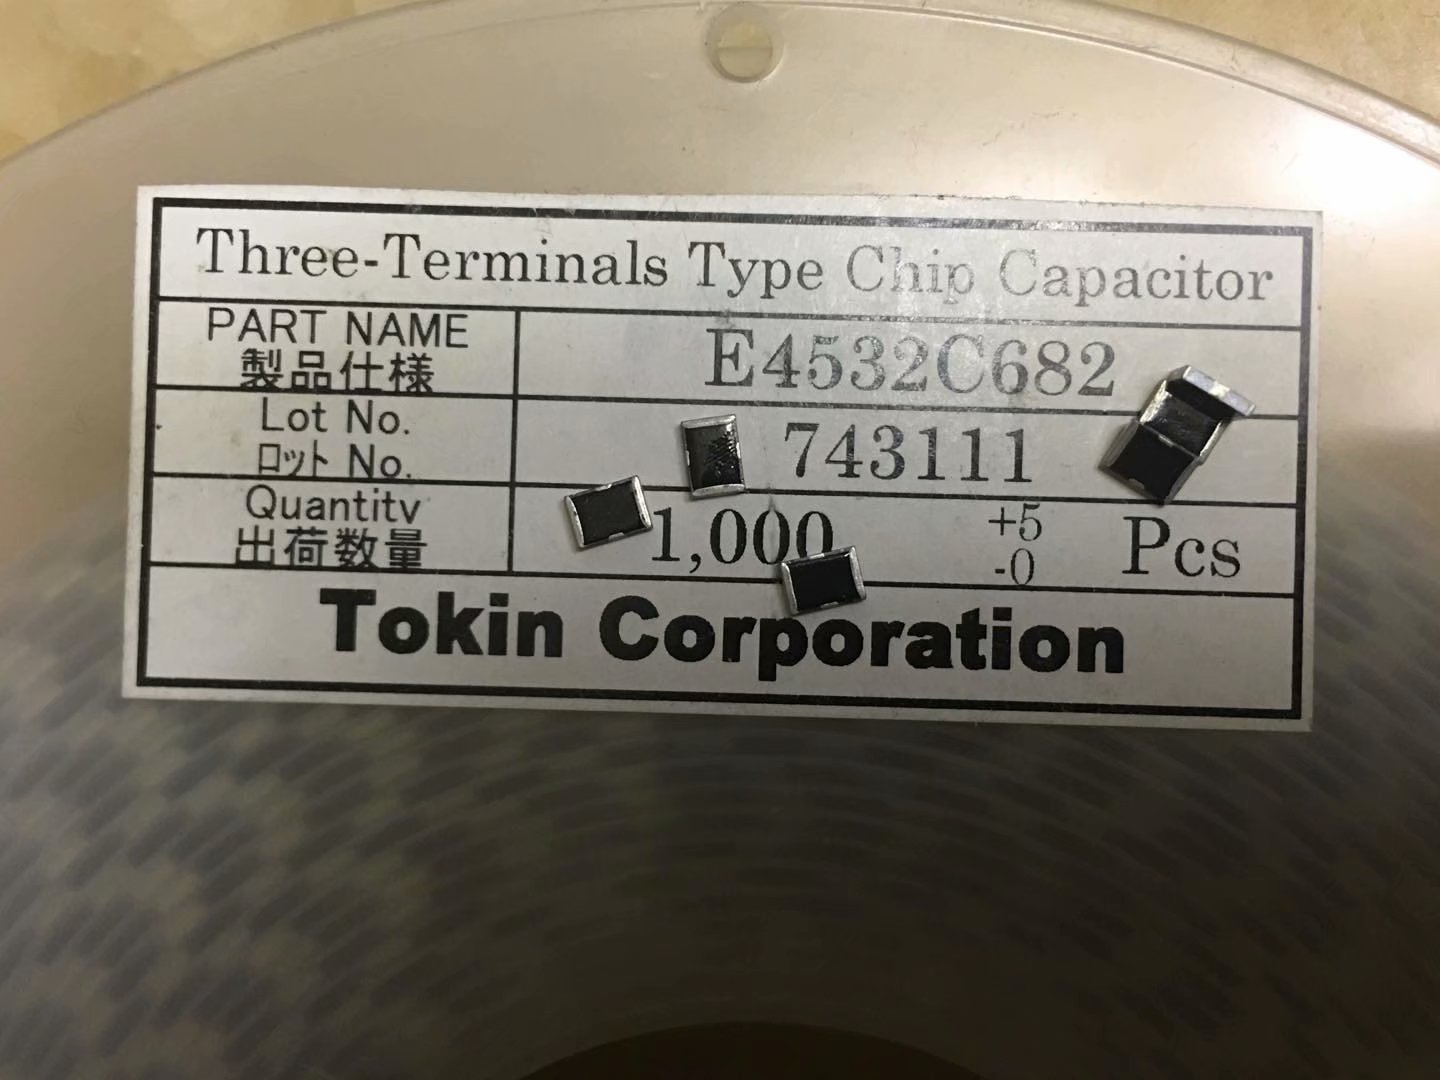 Three-Terminals Type Chip Capacitor
PART NAME
製品仕様
E4532C682
Lot No.
ロット No.
743111
Quantity
出荷数量
1,000 +5 -0 Pcs
Tokin Corporation